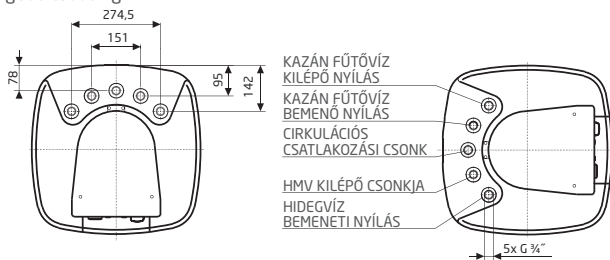 274,5
151
78
95
142
KAZÁN FŰTŐVÍZ
KILÉPŐ NYÍLÁS
KAZÁN FŰTŐVÍZ
BEMENŐ NYÍLÁS
CIRKULÁCIÓS
CSATLAKOZÁSI CSONK
HMV KILÉPŐ CSONKJA
HIDEGVÍZ
BEMENETI NYÍLÁS
5x G ¾"